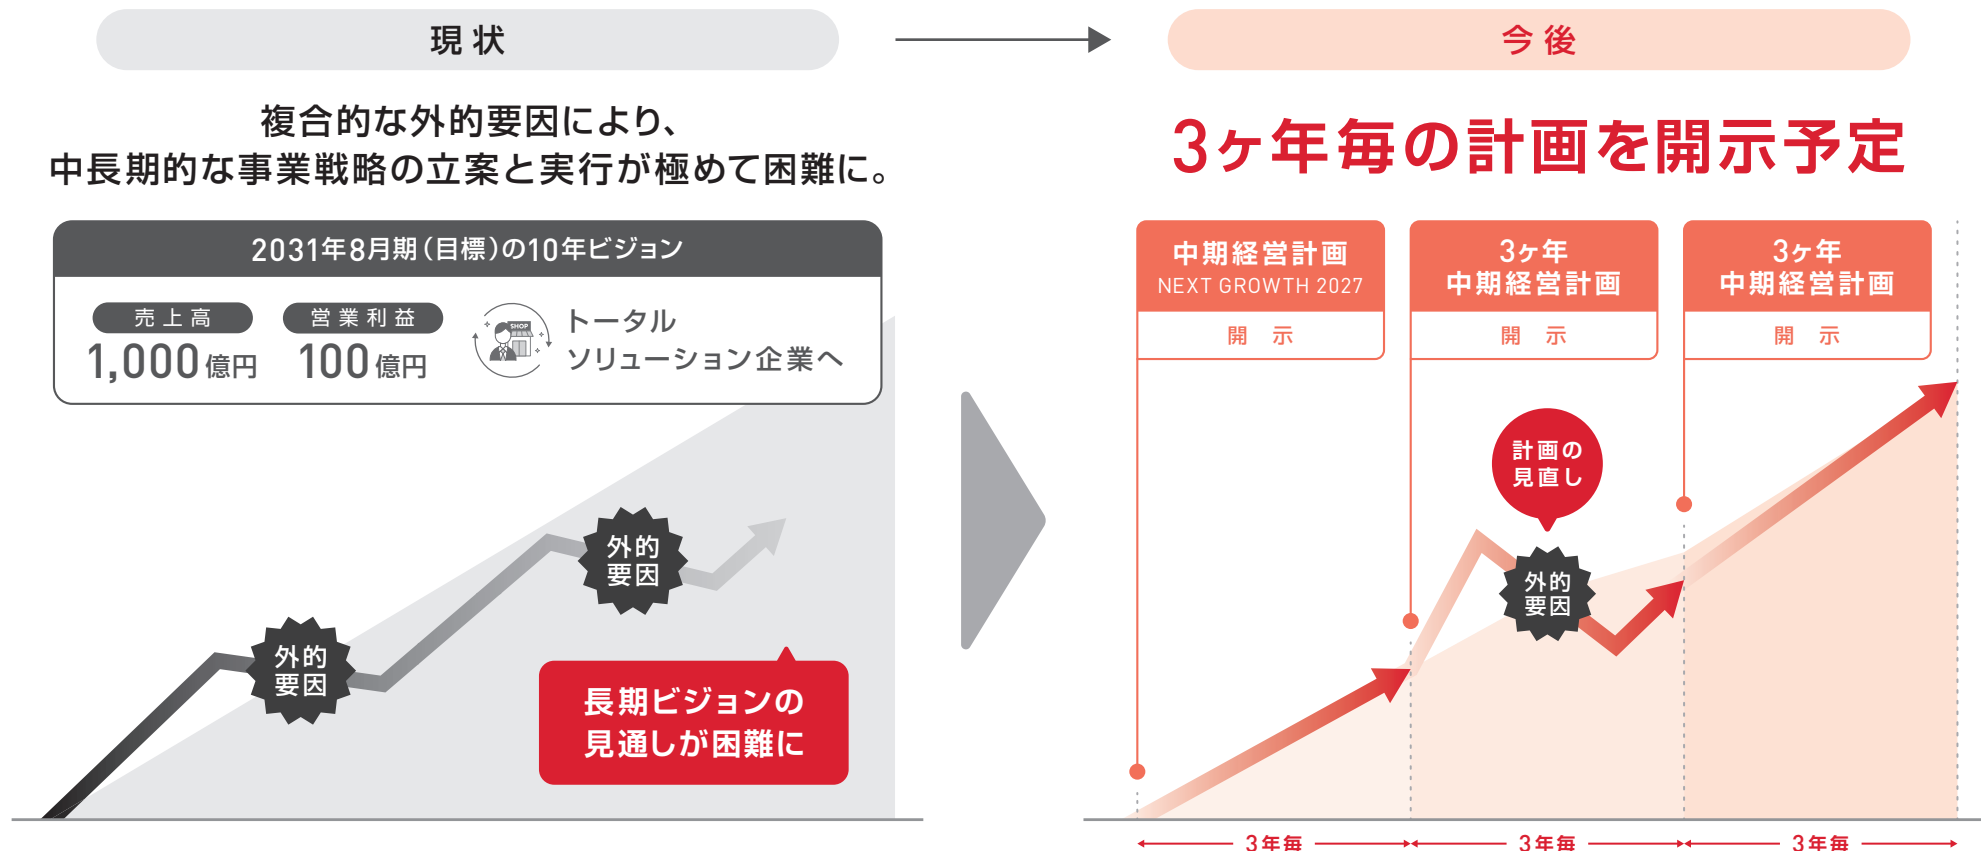 現状
今後
複合的な外的要因により、
中長期的な事業戦略の立案と実行が極めて困難に。
3ヶ年毎の計画を開示予定
2031年8月期（目標）の10年ビジョン
売上高
1,000億円
営業利益
100億円
SHOP
トータル
ソリューション企業へ
外的
要因
外的
要因
長期ビジョンの
見通しが困難に
中期経営計画
NEXT GROWTH 2027
開示
3ヶ年
中期経営計画
開示
3ヶ年
中期経営計画
開示
計画の
見直し
外的
要因
3年毎
3年毎
3年毎